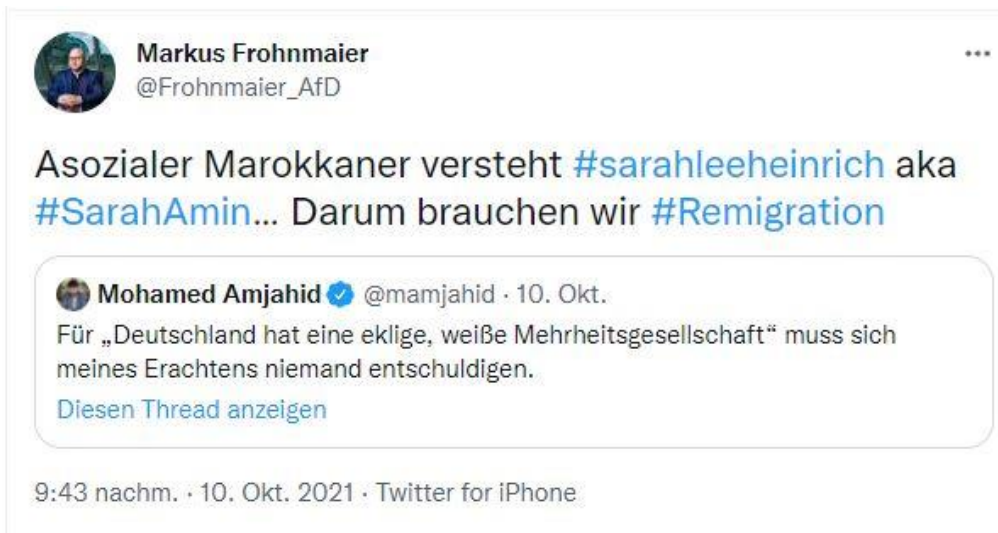 Markus Frohnmaier
@Frohnmaier_AfD
Asozialer Marokkaner versteht #sarahleeheinrich aka
#SarahAmin... Darum brauchen wir #Remigration
Mohamed Amjahid @mamjahid · 10. Okt.
Für „Deutschland hat eine eklige, weiße Mehrheitsgesellschaft“ muss sich
meines Erachtens niemand entschuldigen.
Diesen Thread anzeigen
9:43 nachm. · 10. Okt. 2021 · Twitter for iPhone